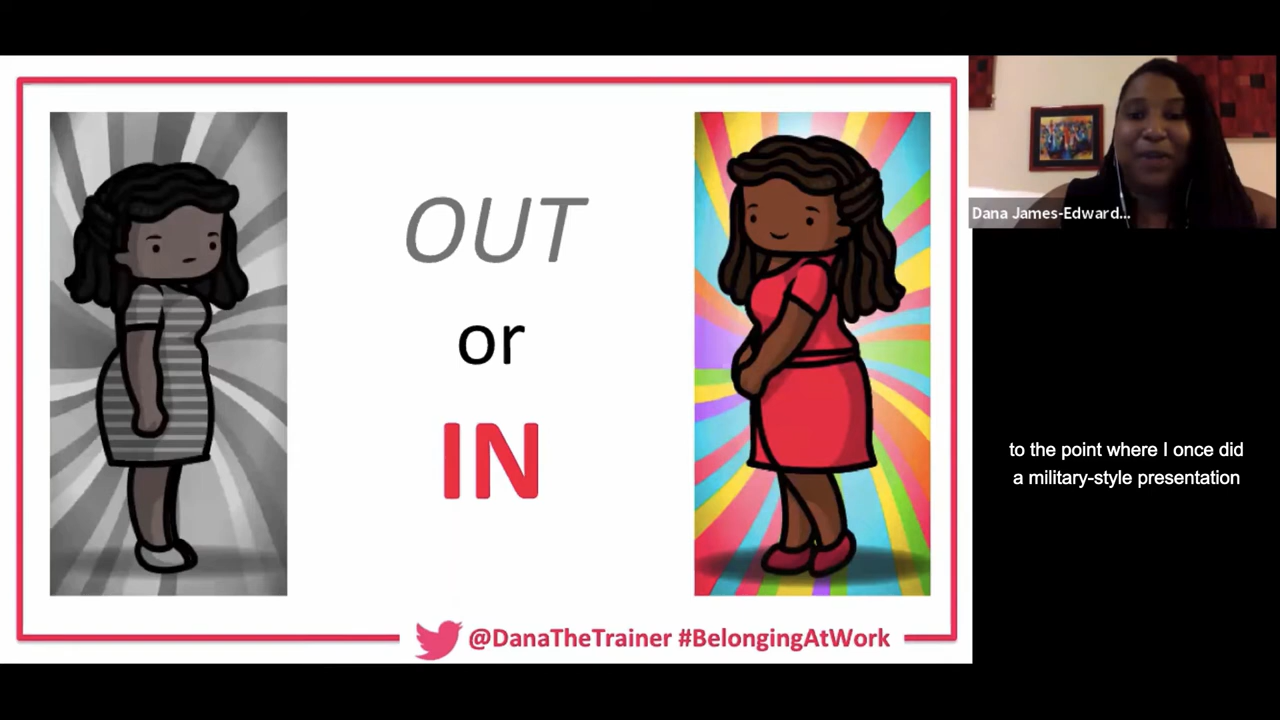 OUT
or
IN
@DanaTheTrainer #BelongingAtWork
Dana James-Edward...
to the point where I once did
a military-style presentation